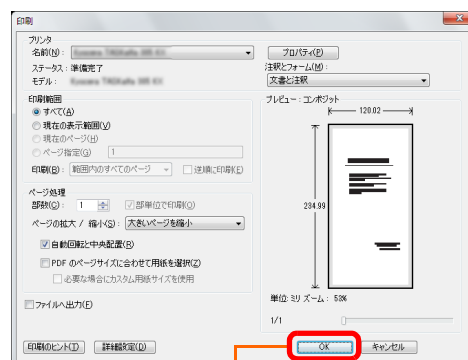 印刷
プリンタ
名前(N):
プロパティ(P)
ステータス: 準備完了
注釈とフォーム(M):
モデル:
文書と注釈
印刷範囲
すべて(A)
現在の表示範囲(V)
現在のページ(H)
ページ指定(G) 1
印刷(B): 範囲内のすべてのページ
逆順に印刷(K)
ページ処理
部数(C): 1
部単位で印刷(O)
ページの拡大 / 縮小(S): 大きいページを縮小
自動回転と中央配置(R)
PDF のページサイズに合わせて用紙を選択(Z)
必要な場合にカスタム用紙サイズを使用
ファイルへ出力(F)
プレビュー: コンポジット
120.02
234.99
単位: ミリ ズーム: 53%
1/1
印刷のヒント(T)
詳細設定(D)
OK
キャンセル